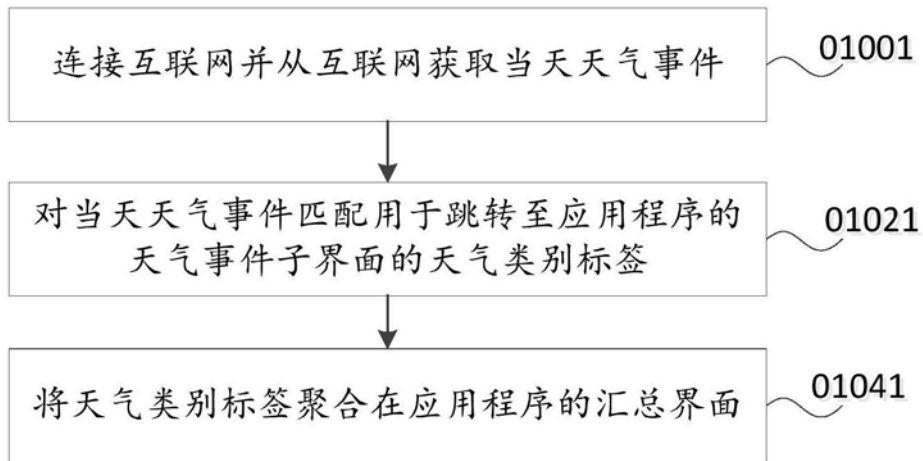 连接互联网并从互联网获取当天天气事件
01001
对当天天气事件匹配用于跳转至应用程序的
天气事件子界面的天气类别标签
01021
将天气类别标签聚合在应用程序的汇总界面
01041